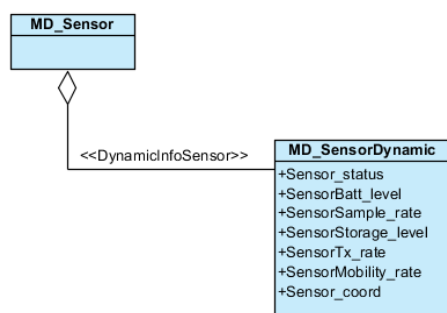 MD_Sensor
<<DynamicInfoSensor>>
MD_SensorDynamic
+Sensor_status
+SensorBatt_level
+SensorSample_rate
+SensorStorage_level
+SensorTx_rate
+SensorMobility_rate
+Sensor_coord